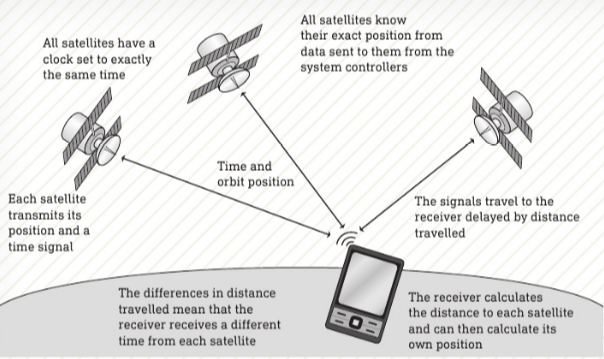 All satellites have a
clock set to exactly
the same time
All satellites know
their exact position from
data sent to them from the
system controllers
Time and
orbit position
Each satellite
transmits its
position and a
time signal
The signals travel to the
receiver delayed by distance
travelled
The differences in distance
travelled mean that the
receiver receives a different
time from each satellite
The receiver calculates
the distance to each satellite
and can then calculate its
own position